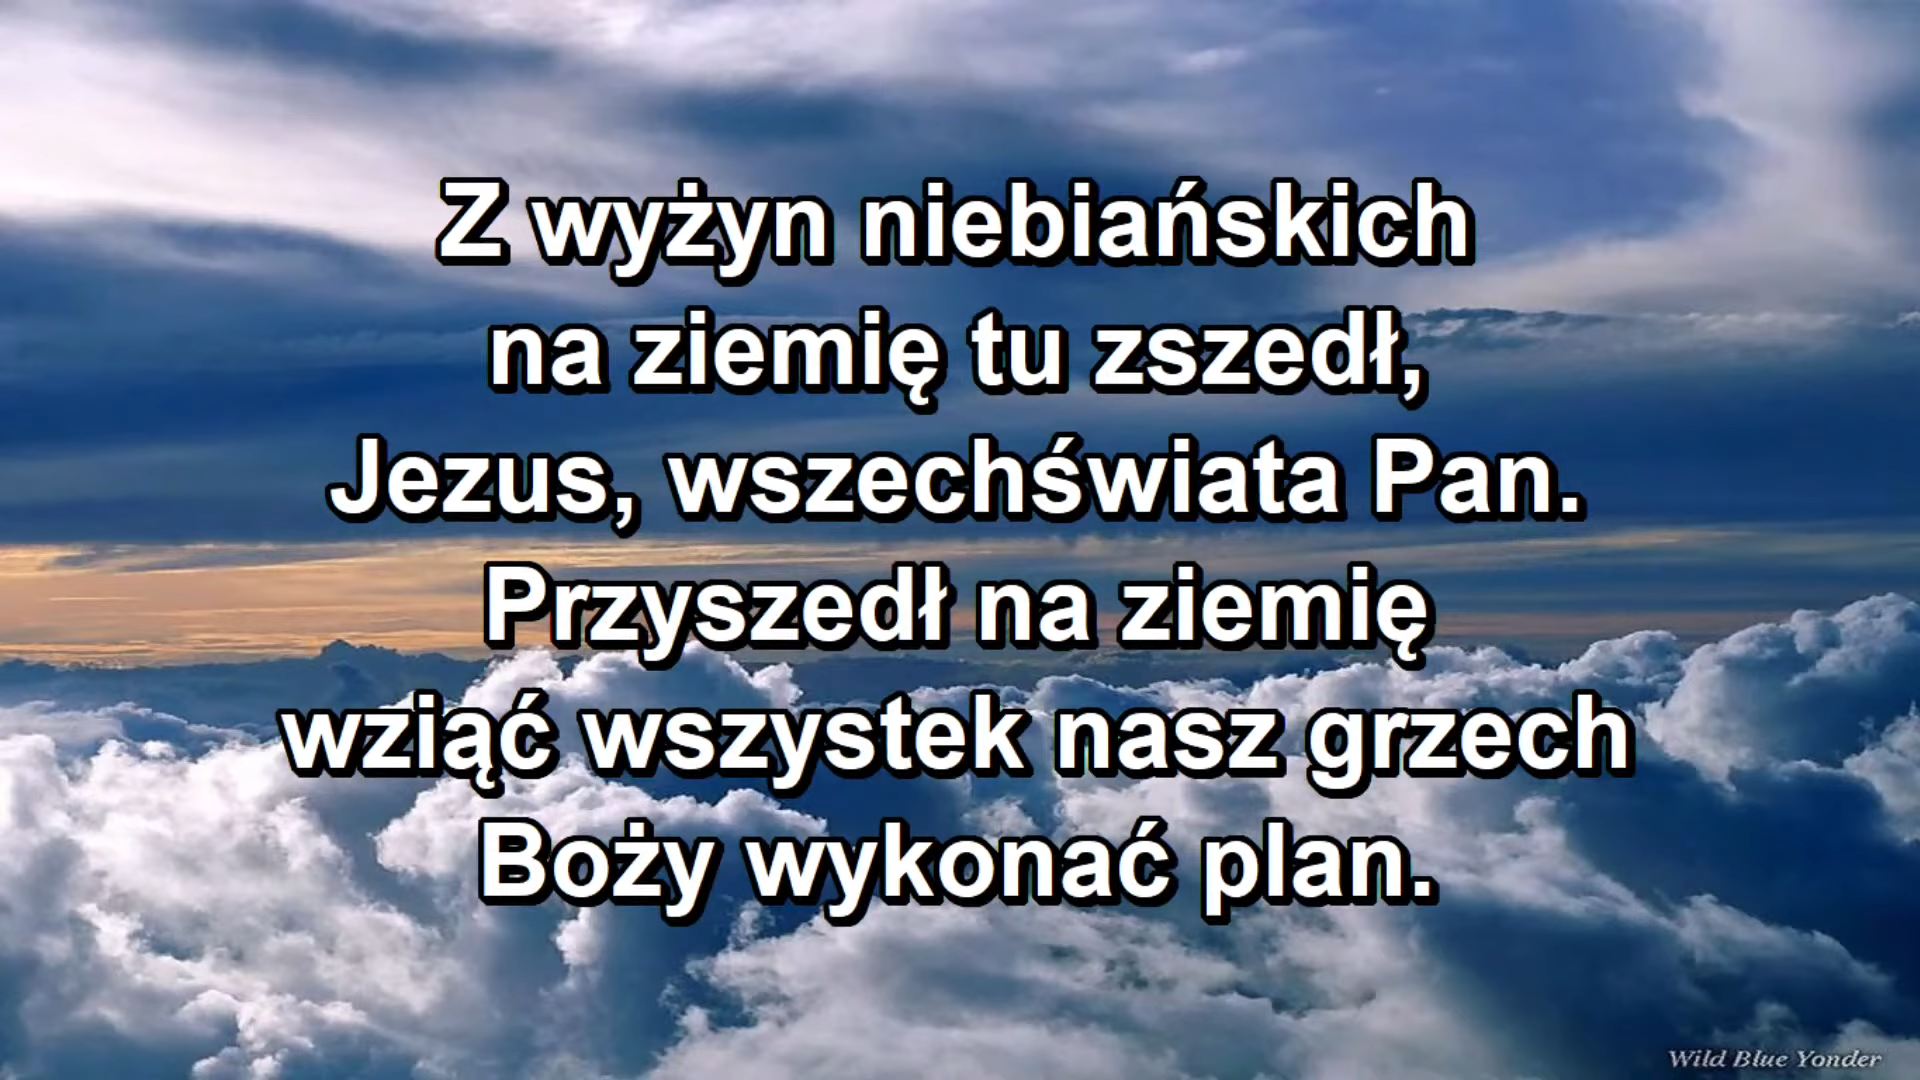 Z wyżyn niebiańskich
na ziemię tu zszedł,
Jezus, wszechświata Pan.
Przyszedł na ziemię
wziąć wszystek nasz grzech
Boży wykonać plan.
Wild Blue Yonder